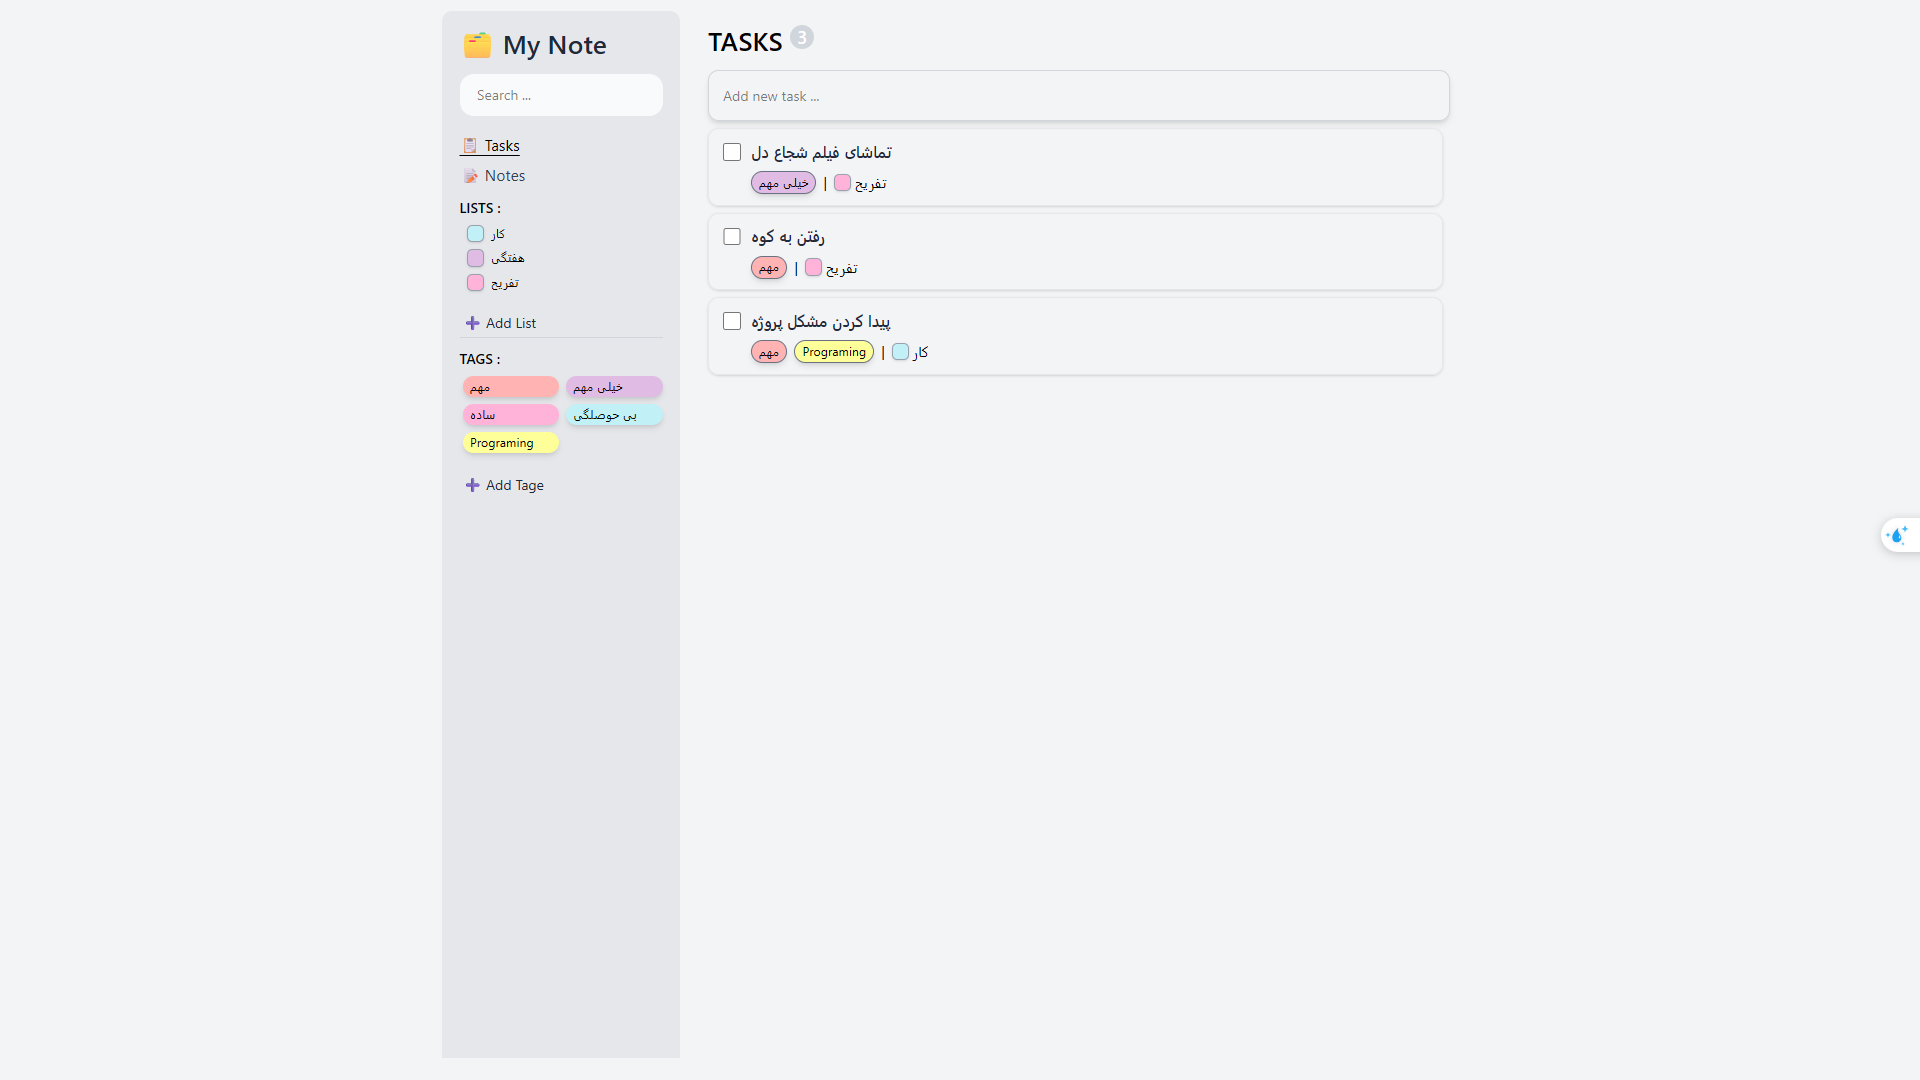 My Note
Search ...
Tasks
Notes
LISTS :
کار
هفتگی
تفریح
Add List
TAGS :
مهم
خیلی مهم
ساده
بی حوصلگی
Programing
Add Tage
TASKS 3
Add new task ...
تماشای فیلم شجاع دل
خیلی مهم | تفریح
رفتن به کوه
مهم | تفریح
پیدا کردن مشکل پروژه
مهم Programing | کار